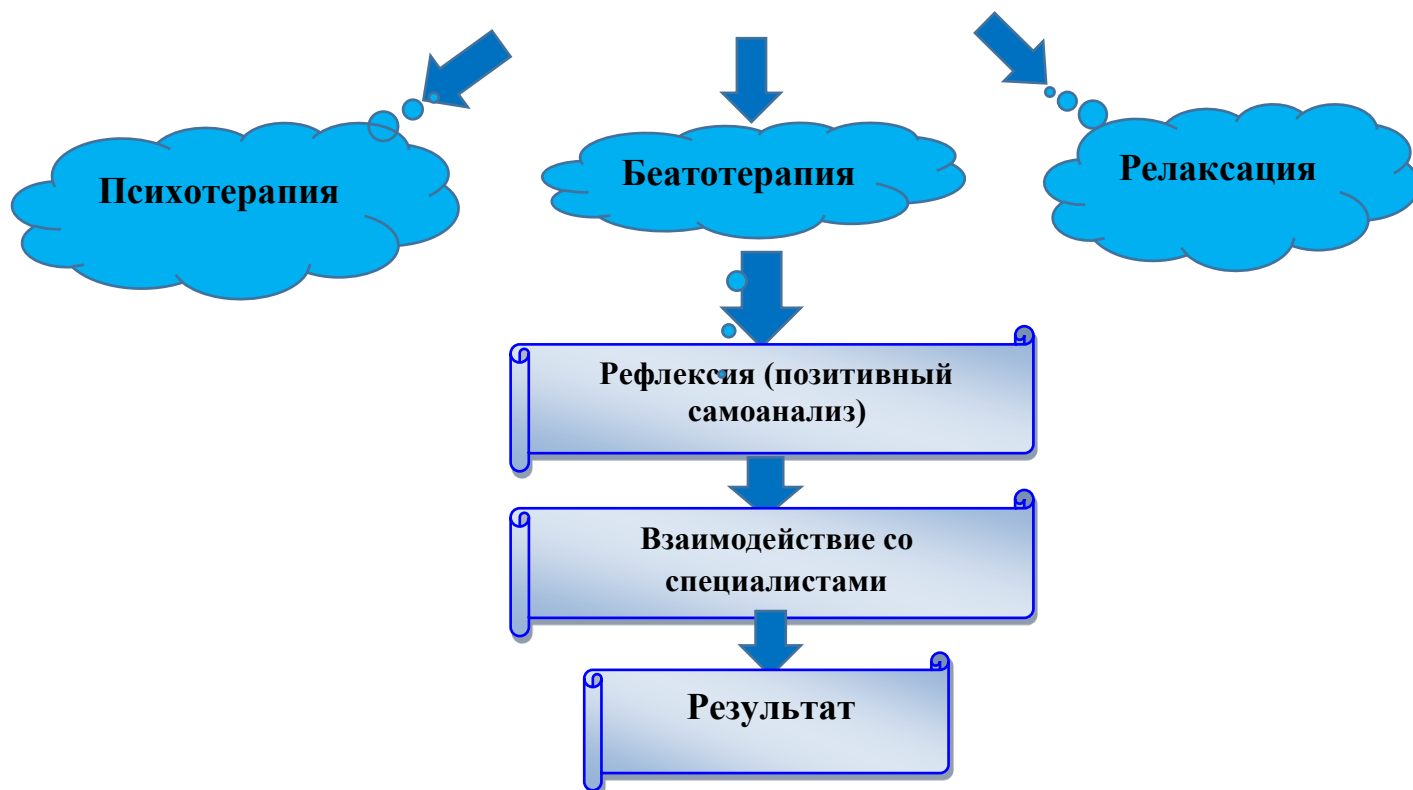 Психотерапия
Беатотерапия
Релаксация
Рефлексия (позитивный
самоанализ)
Взаимодействие со
специалистами
Результат